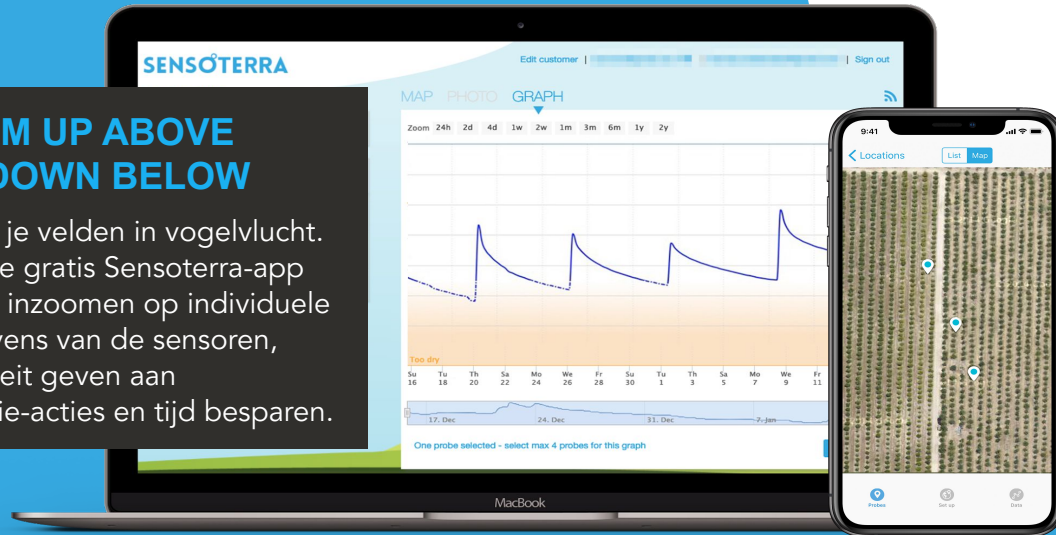 SENSOTERRA
Edit customer |
| Sign out
MAP PHOTO GRAPH
Zoom 24h 2d 4d 1w 2w 1m 3m 6m 1y 2y
Too dry
Su Tu Th Sa Mo We Fr Su Tu Th Sa Mo We Fr
16 18 20 22 24 26 28 30 1 3 5 7 9 11
17. Dec 24. Dec 31. Dec 7. Jan
One probe selected - select max 4 probes for this graph
MacBook
M UP ABOVE
DOWN BELOW
je velden in vogelvlucht.
e gratis Sensoterra-app
inzoomen op individuele
vens van de sensoren,
eit geven aan
ie-acties en tijd besparen.
9:41
Locations
List Map
Probes Set up Data